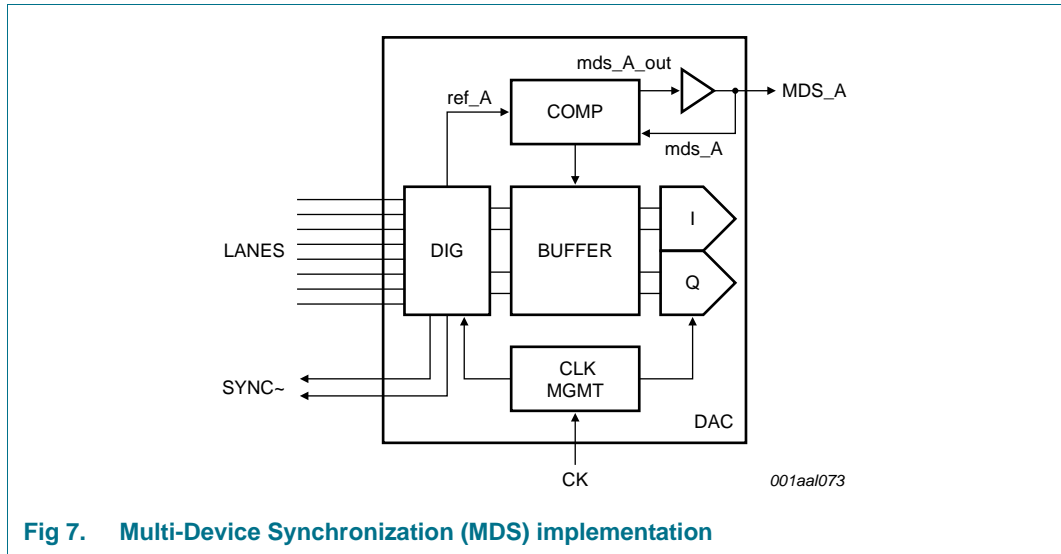 mds_A_out
MDS_A
ref_A
COMP
mds_A
LANES
DIG
BUFFER
I
Q
SYNC~
CLK
MGMT
DAC
CK
001aal073
Fig 7. Multi-Device Synchronization (MDS) implementation